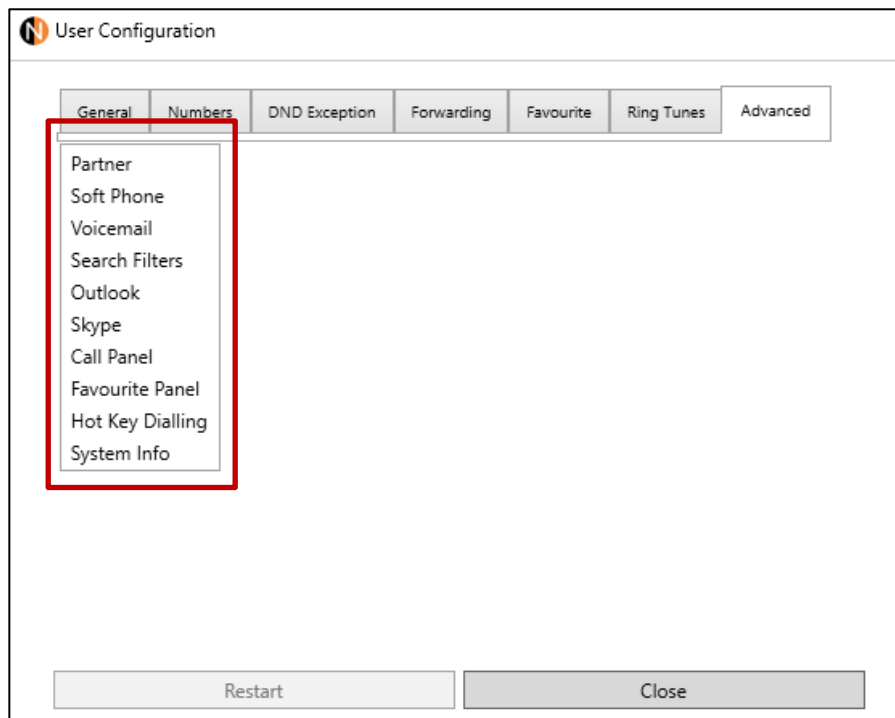 User Configuration
General Numbers DND Exception Forwarding Favourite Ring Tunes Advanced
Partner
Soft Phone
Voicemail
Search Filters
Outlook
Skype
Call Panel
Favourite Panel
Hot Key Dialling
System Info
Restart Close